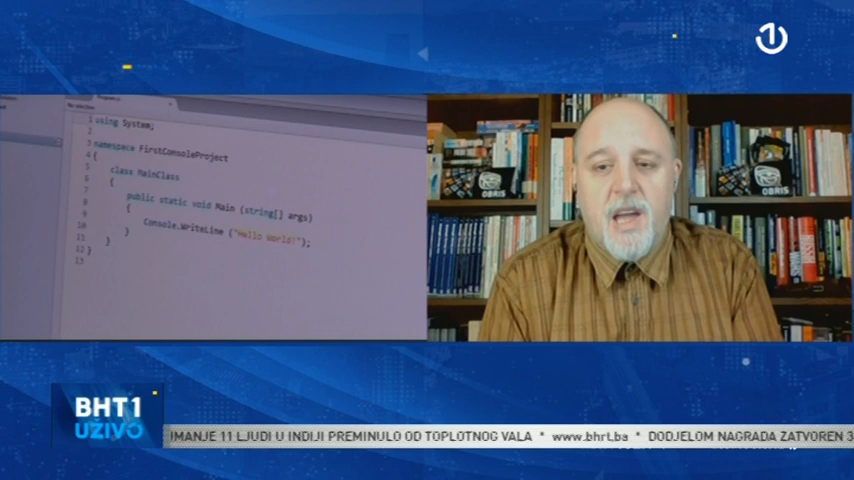 using System;
namespace FirstConsoleProject
{
class MainClass
{
public static void Main (string[] args)
{
Console.WriteLine ("Hello World!");
}
}
}
1
2
3
4
5
6
7
8
9
10
11
12
13
OBRIS
OBRIS
BHT1
UŽIVO
IMANJE 11 LJUDI U INDIJI PREMINULO OD TOPLOTNOG VALA * www.bhrt.ba * DODJELOM NAGRADA ZATVOREN 3